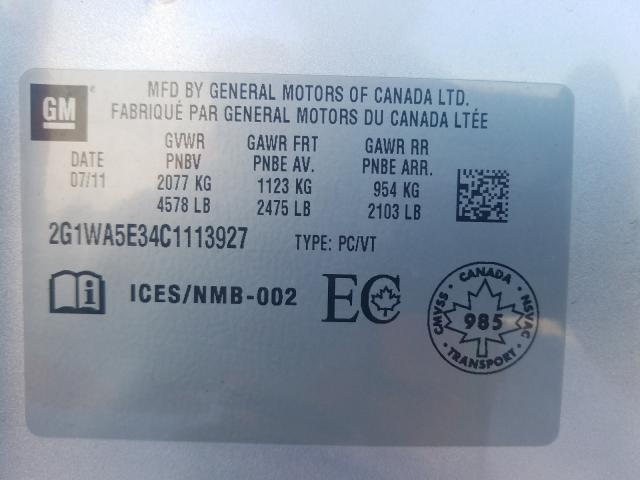 GM
MFD BY GENERAL MOTORS OF CANADA LTD.
FABRIQUÉ PAR GENERAL MOTORS DU CANADA LTÉE
DATE
07/11
GVWR
PNBV
2077 KG
4578 LB
GAWR FRT
PNBE AV.
1123 KG
2475 LB
GAWR RR
PNBE ARR.
954 KG
2103 LB
2G1WA5E34C1113927 TYPE: PC/VT
i ICES/NMB-002 EC
CANADA
CMVSS · NSVAC
985
TRANSPORT